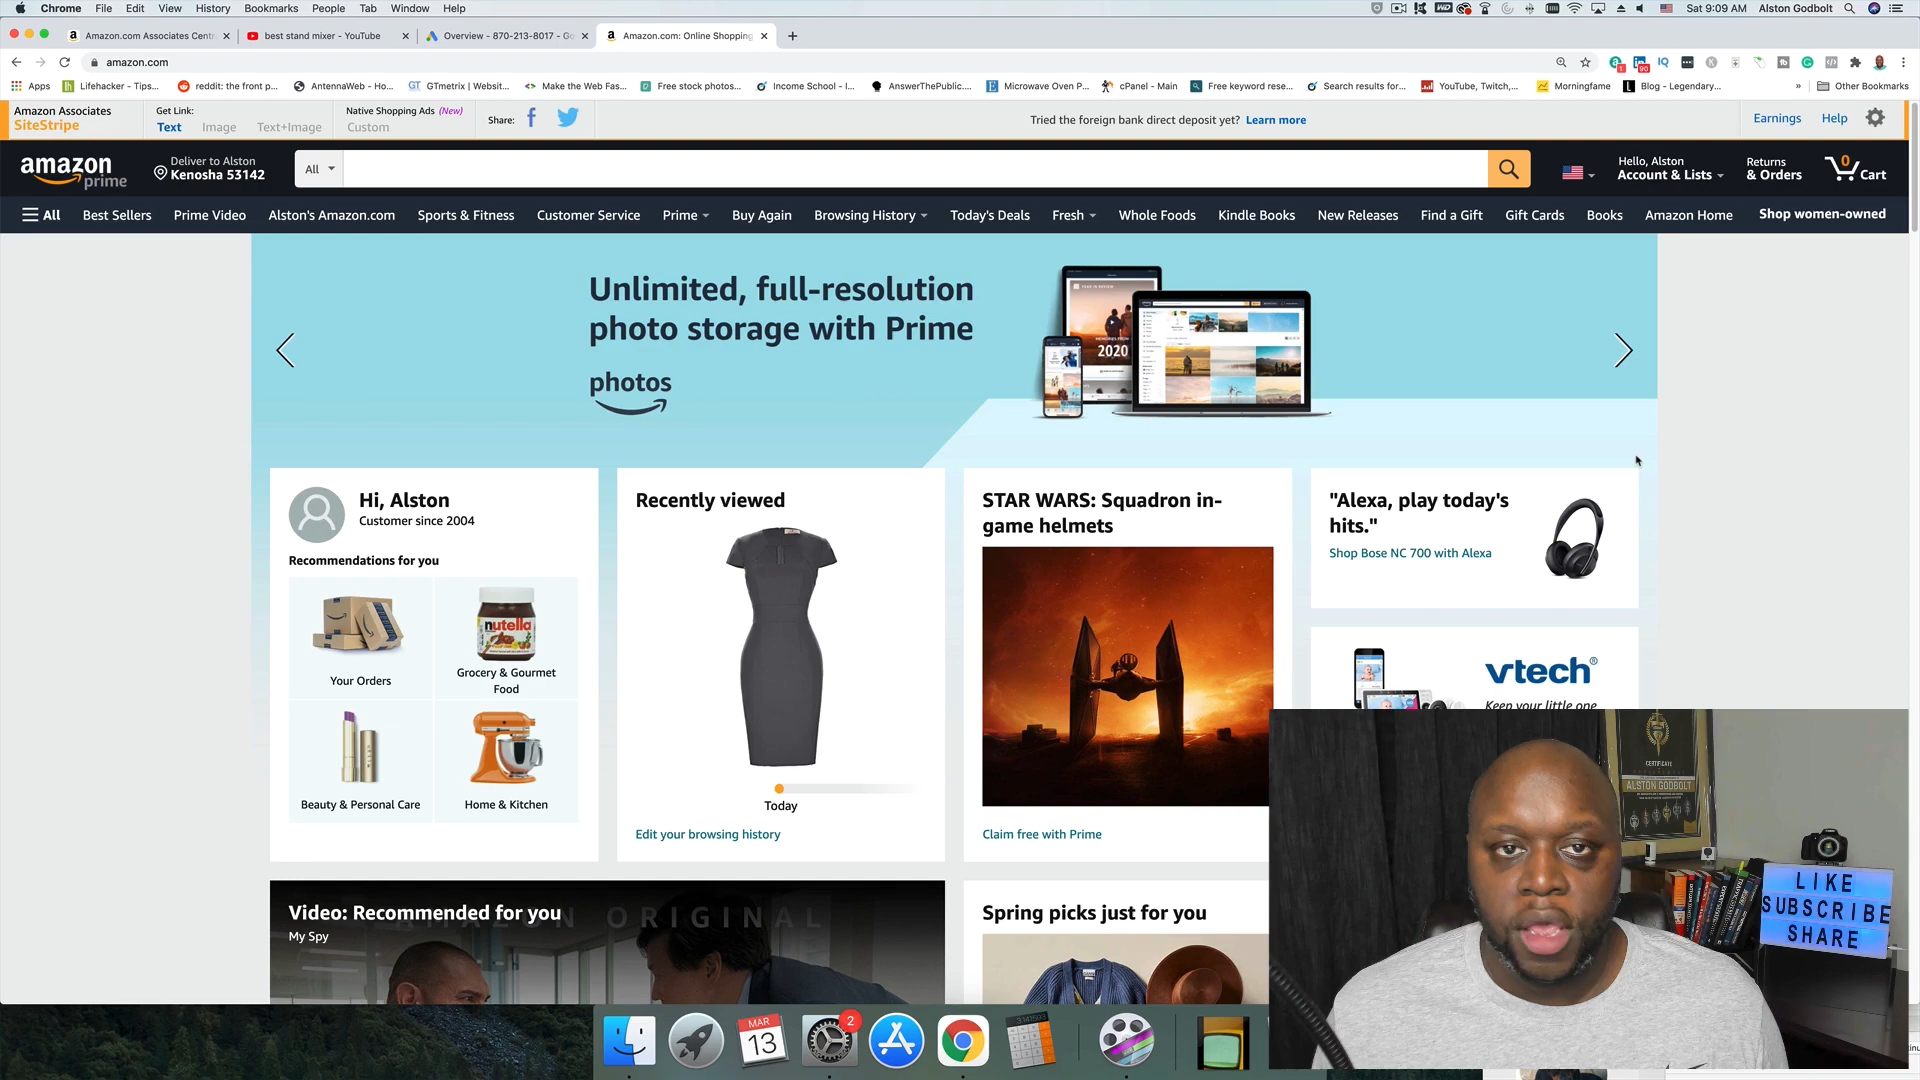 Chrome File Edit View History Bookmarks People Tab Window Help
Sat 9:09 AM Alston Godbolt
Amazon.com Associates Cent
best stand mixer - YouTube
Overview - 870-213-8017 - Go
Amazon.com: Online Shopping
amazon.com
Apps
Lifehacker - Tips...
reddit: the front p...
AntennaWeb - Ho...
GTmetrix | Websit...
Make the Web Fas...
Free stock photos...
Income School - I...
AnswerThePublic....
Microwave Oven P...
cPanel - Main
Free keyword rese...
Search results for...
YouTube, Twitch,...
Morningfame
Blog - Legendary...
Other Bookmarks
Amazon Associates
SiteStripe
Get Link:
Text Image Text+Image
Native Shopping Ads (New)
Custom
Share:
Tried the foreign bank direct deposit yet? Learn more
Earnings Help
amazon
prime
Deliver to Alston
Kenosha 53142
All
Hello, Alston
Account & Lists
Returns
& Orders
0
Cart
All Best Sellers Prime Video Alston's Amazon.com Sports & Fitness Customer Service Prime Buy Again Browsing History Today's Deals Fresh Whole Foods Kindle Books New Releases Find a Gift Gift Cards Books Amazon Home Shop women-owned
Unlimited, full-resolution
photo storage with Prime
photos
2020
Hi, Alston
Customer since 2004
Recommendations for you
nutella
Your Orders
Grocery & Gourmet
Food
Beauty & Personal Care
Home & Kitchen
Recently viewed
Today
Edit your browsing history
STAR WARS: Squadron in-
game helmets
Claim free with Prime
"Alexa, play today's
hits."
Shop Bose NC 700 with Alexa
vtech®
Keep your little one
Video: Recommended for you
My Spy
ORIGINAL
Spring picks just for you
CERTIFICATE
ALSTON GODBOLT
LIKE
SUBSCRIBE
SHARE
MAR
13
2